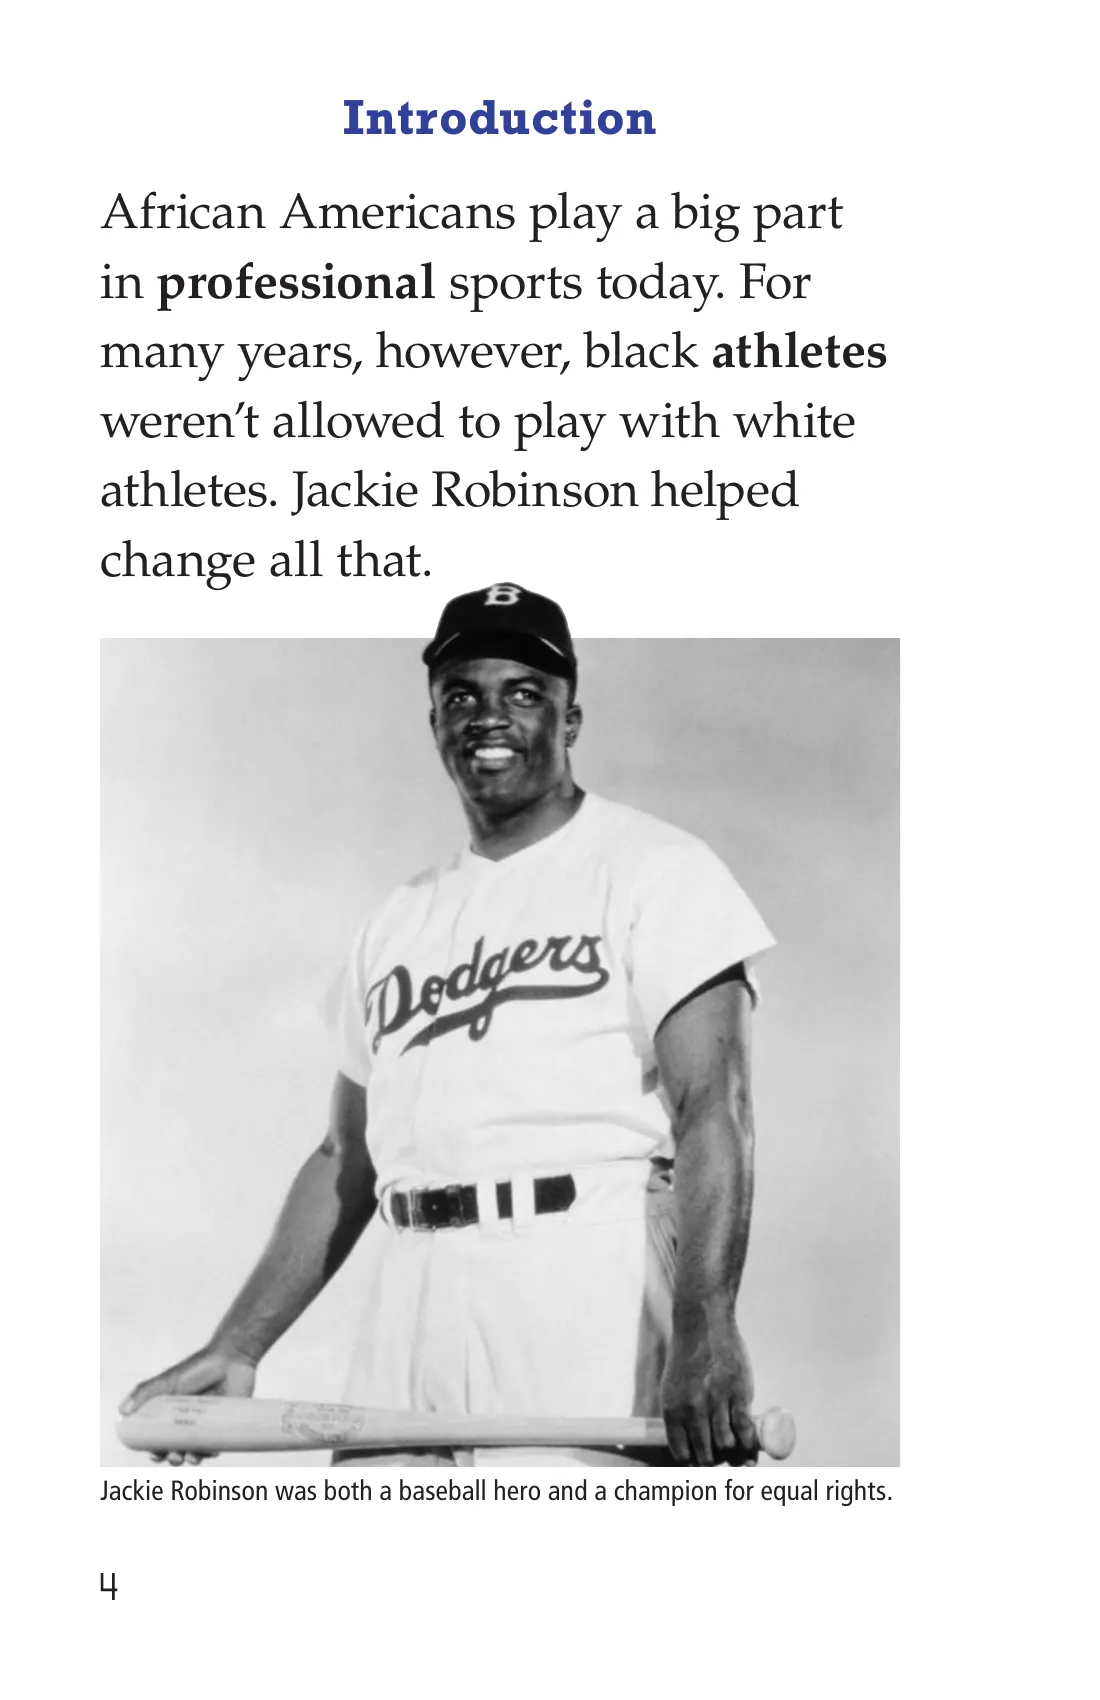 Introduction
African Americans play a big part
in professional sports today. For
many years, however, black athletes
weren’t allowed to play with white
athletes. Jackie Robinson helped
change all that.
B
Dodgers
Jackie Robinson was both a baseball hero and a champion for equal rights.
4